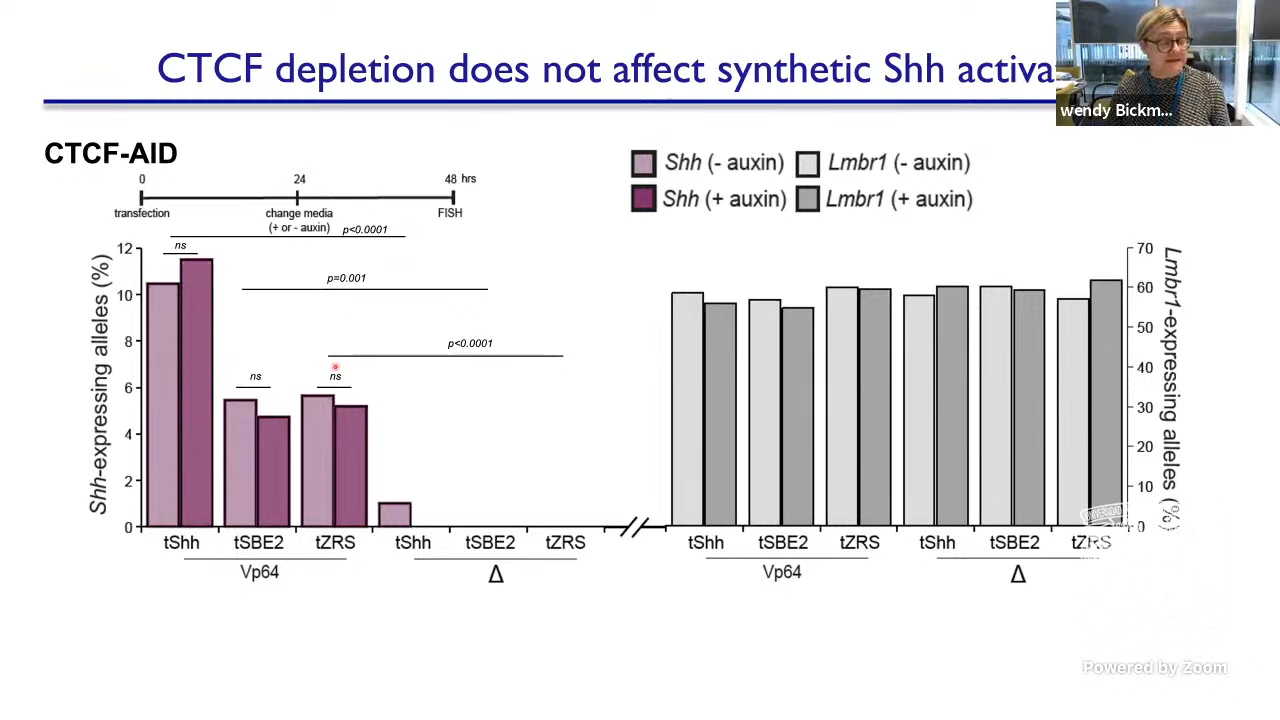 CTCF depletion does not affect synthetic Shh activa
wendy Bickm...
CTCF-AID
0 24 48 hrs
transfection change media FISH
(+ or - auxin)
Shh (- auxin) Lmbr1 (- auxin)
Shh (+ auxin) Lmbr1 (+ auxin)
p<0.0001
ns
p=0.001
p<0.0001
ns
ns
Shh-expressing alleles (%)
12
10
8
6
4
2
0
tShh tSBE2 tZRS tShh tSBE2 tZRS
Vp64 Δ
Lmbr1-expressing alleles (%)
70
60
50
40
30
20
10
0
tShh tSBE2 tZRS tShh tSBE2 tZRS
Vp64 Δ
UNIVERSIDAD
Powered by Zoom